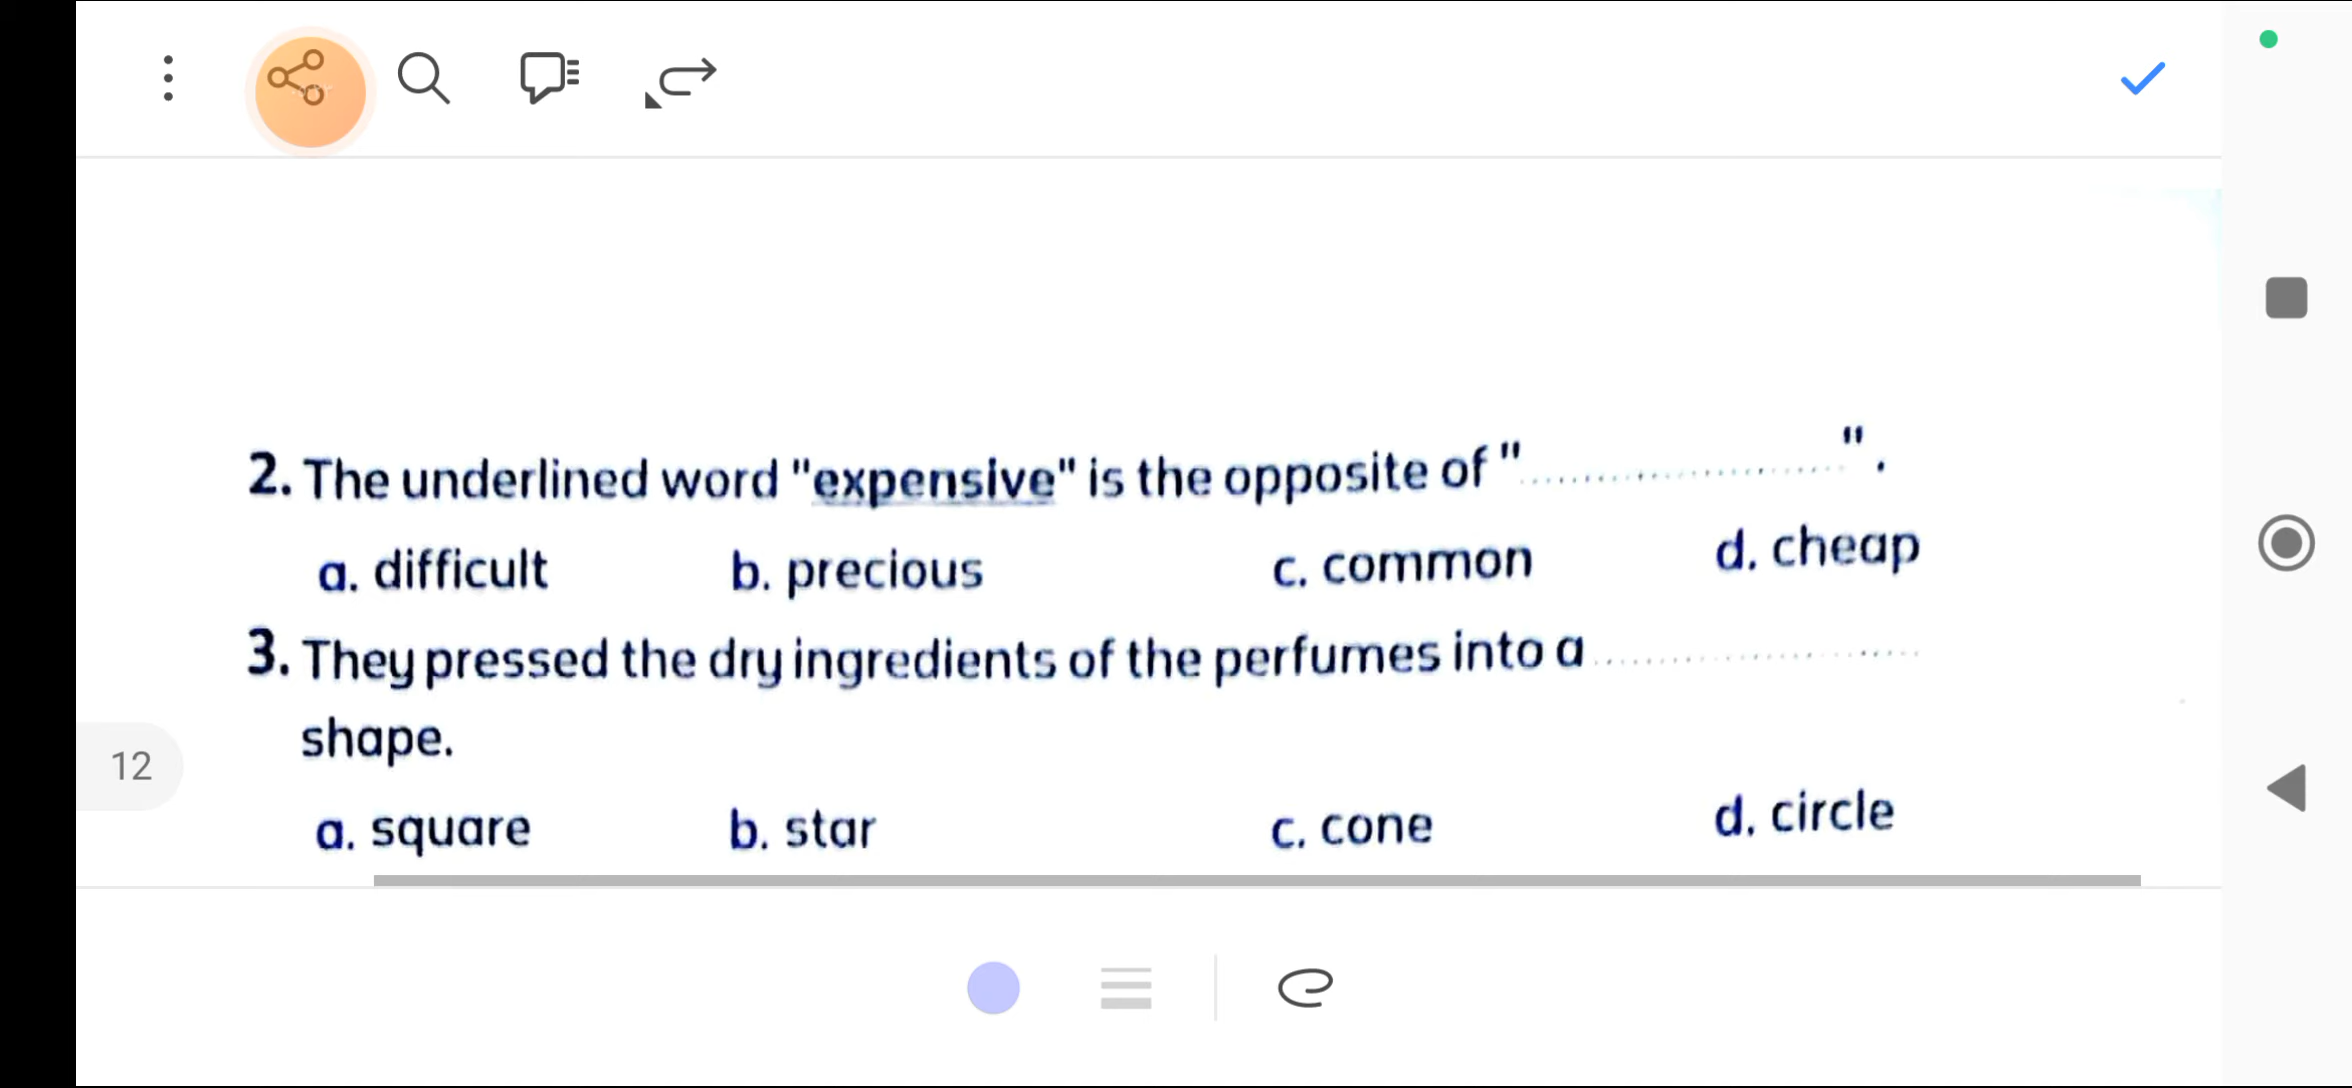 2. The underlined word "expensive" is the opposite of "....................".
a. difficult b. precious c. common d. cheap
3. They pressed the dry ingredients of the perfumes into a ....................
shape.
12
a. square b. star c. cone d. circle